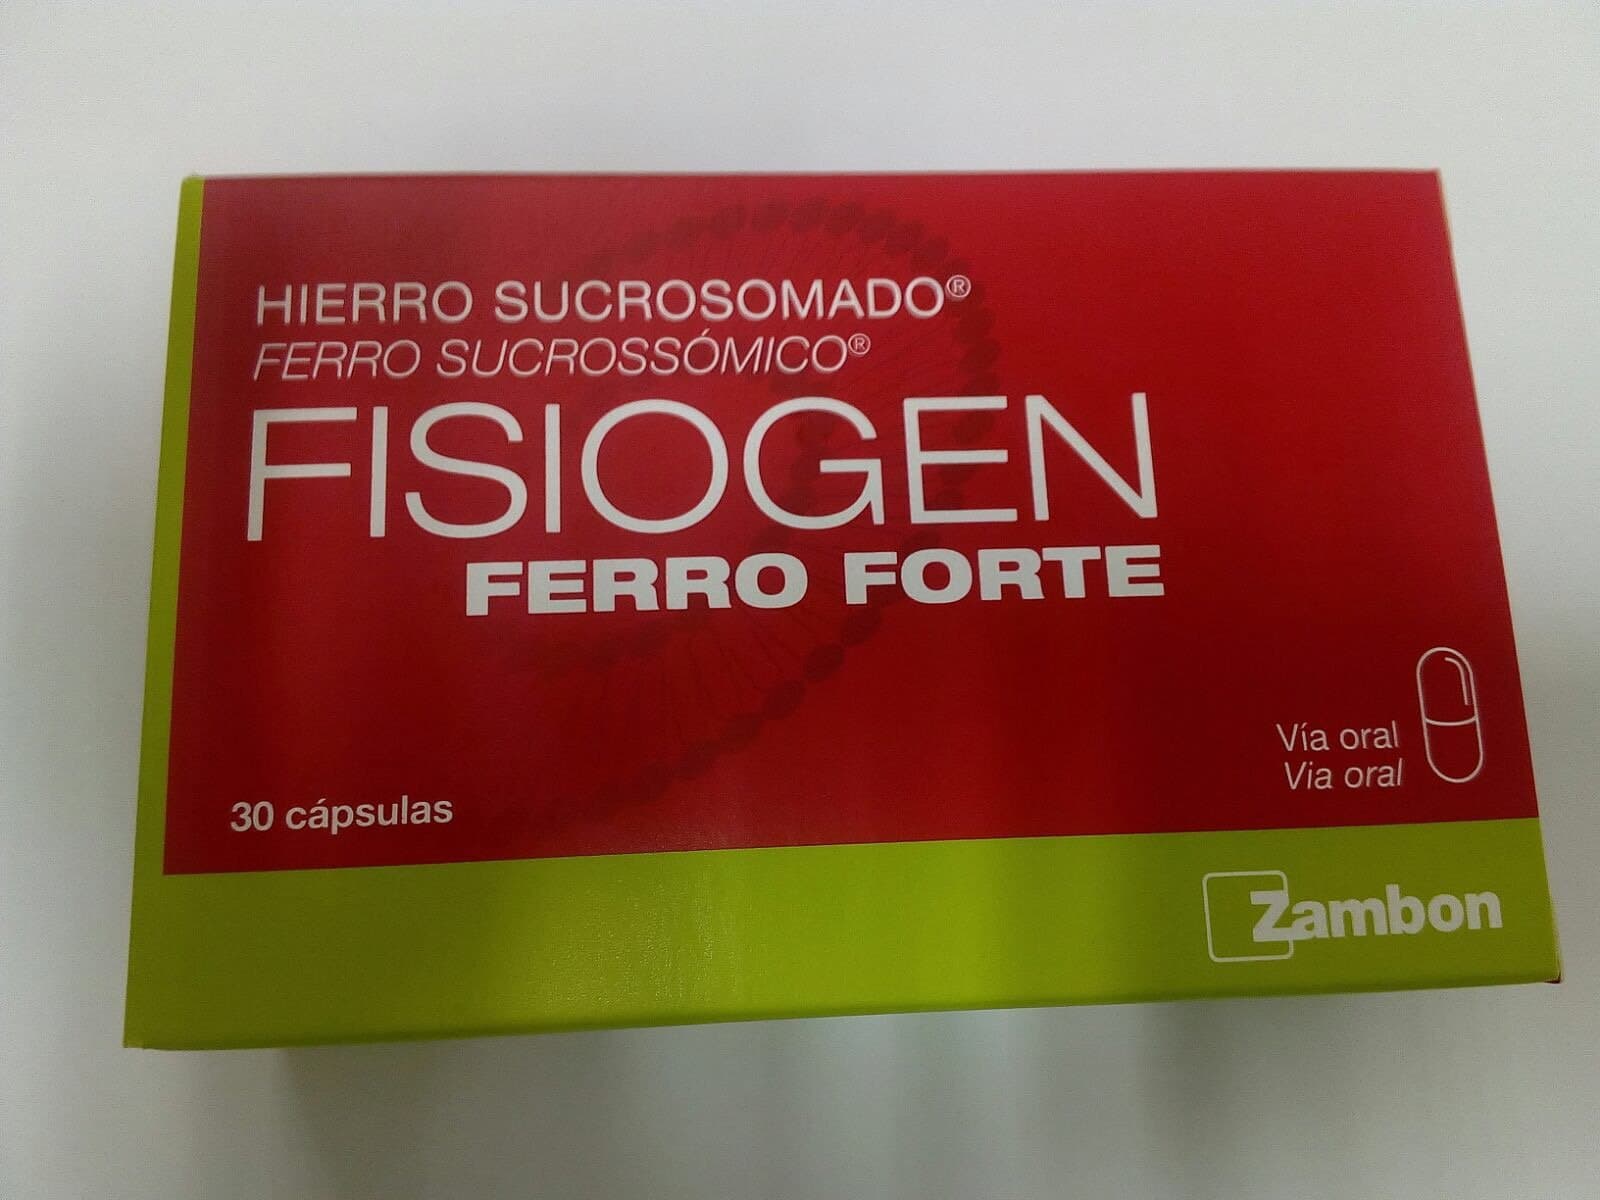 HIERRO SUCROSOMADO®
FERRO SUCROSSÓMICO®
FISIOGEN
FERRO FORTE
Vía oral
Via oral
30 cápsulas
Zambon